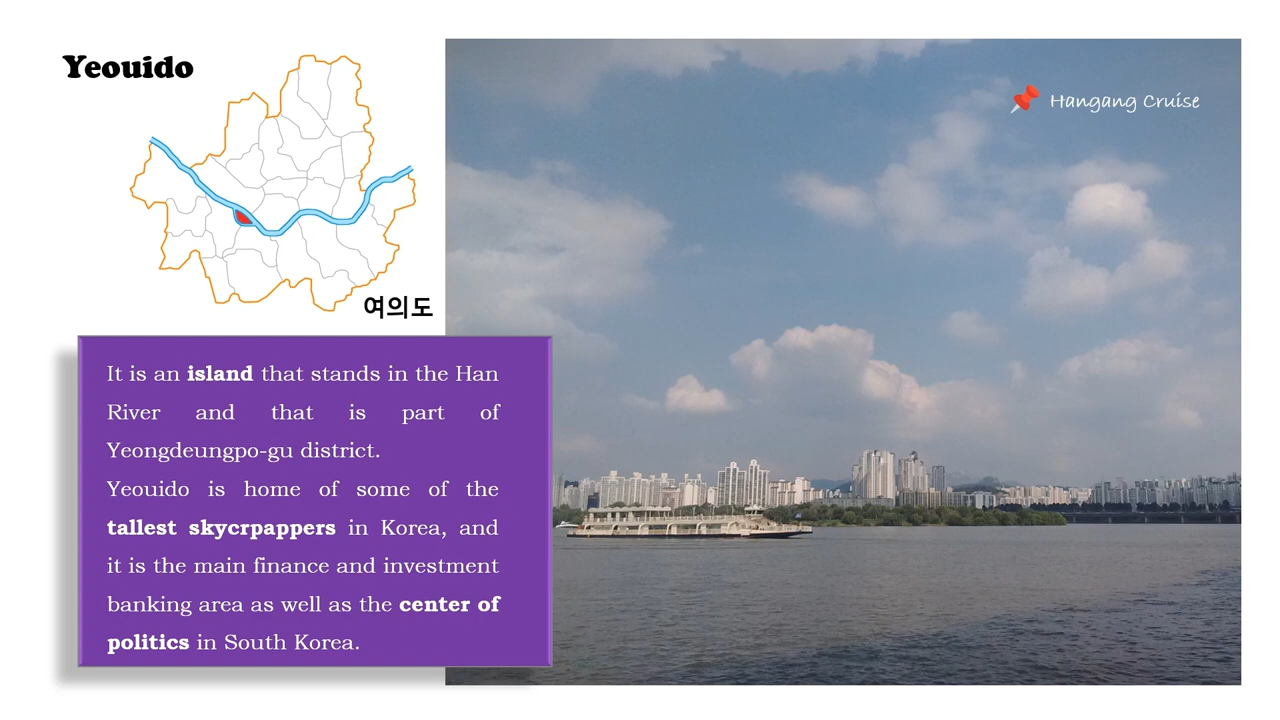 Yeouido
Hangang Cruise
여의도
It is an island that stands in the Han
River and that is part of
Yeongdeungpo-gu district.
Yeouido is home of some of the
tallest skycrpappers in Korea, and
it is the main finance and investment
banking area as well as the center of
politics in South Korea.